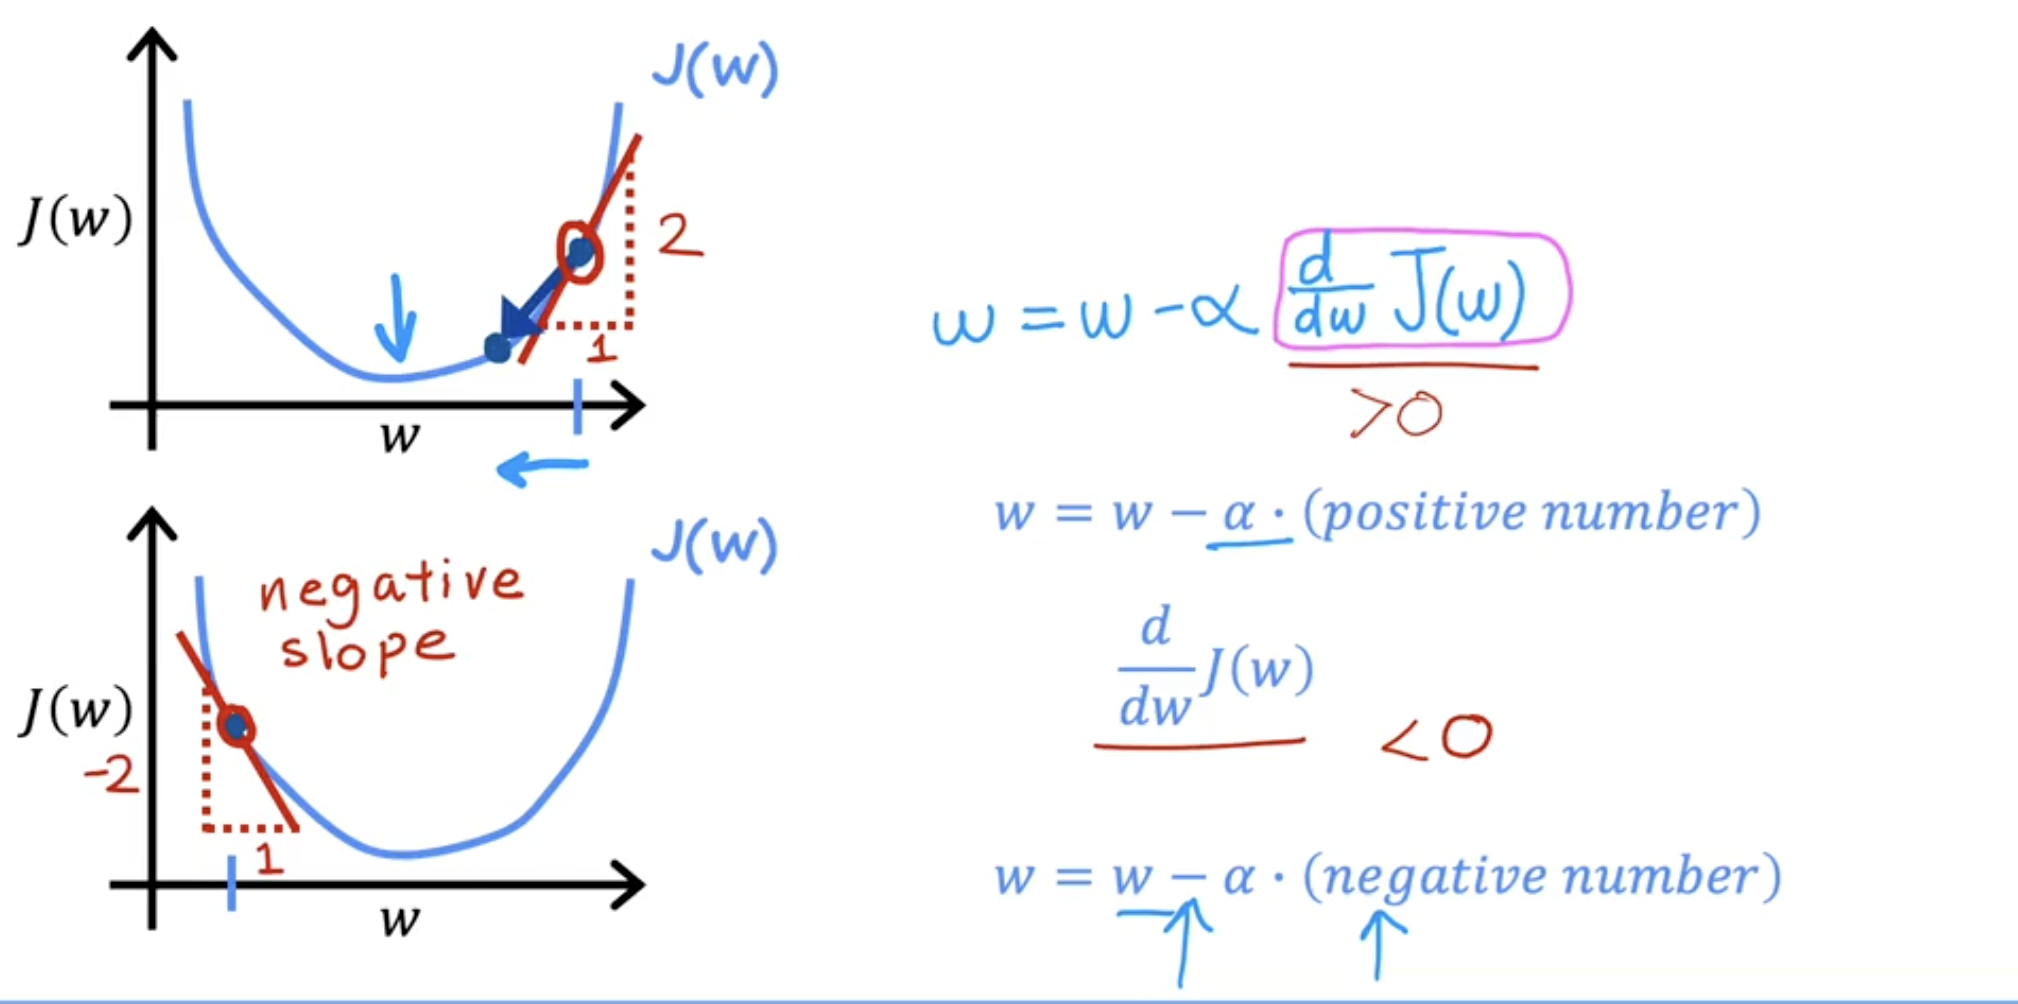 J(w)
J(w)
2
1
w
w = w - α d/dw J(w)
>0
w = w − α · (positive number)
J(w)
negative
slope
J(w)
-2
1
w
d/dw J(w) <0
w = w − α · (negative number)